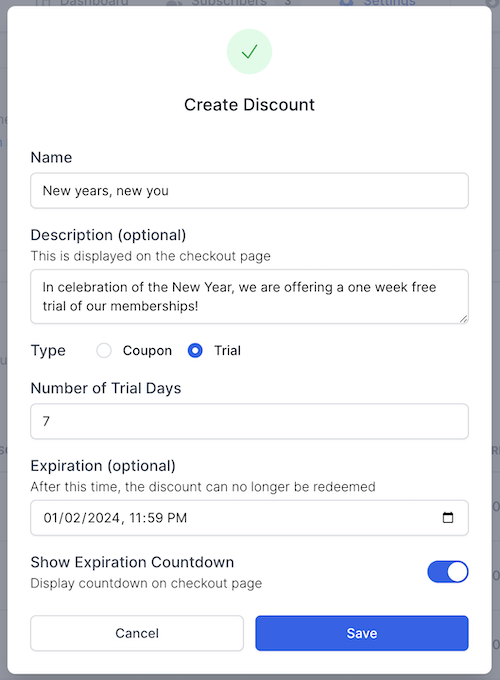 Dashboard Subscribers 3 Settings
Create Discount
Name
New years, new you
Description (optional)
This is displayed on the checkout page
In celebration of the New Year, we are offering a one week free
trial of our memberships!
Type Coupon Trial
Number of Trial Days
7
Expiration (optional)
After this time, the discount can no longer be redeemed
01/02/2024, 11:59 PM
Show Expiration Countdown
Display countdown on checkout page
Cancel Save